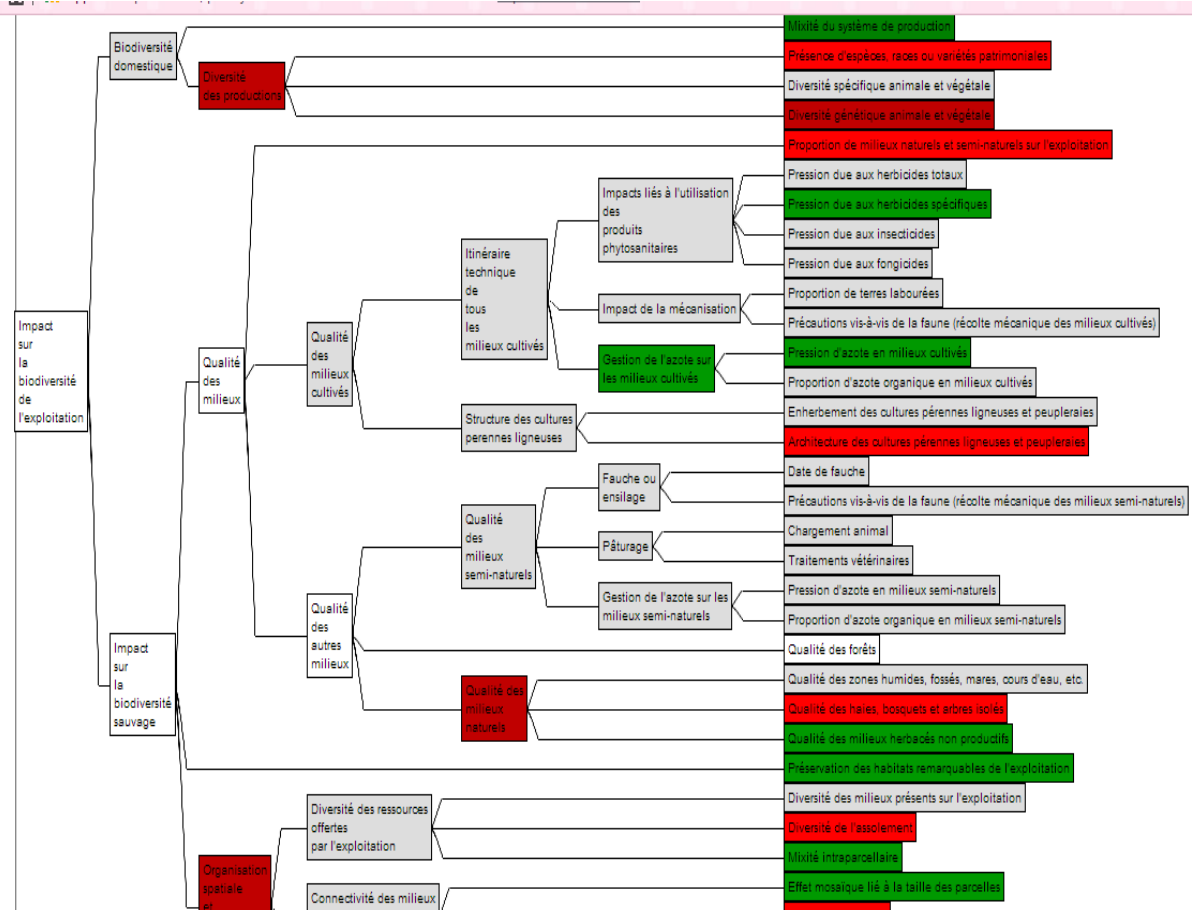 Mixité du système de production
Biodiversité
domestique
Présence d'espèces, races ou variétés patrimoniales
Diversité
des productions
Diversité spécifique animale et végétale
Diversité génétique animale et végétale
Proportion de milieux naturels et semi-naturels sur l'exploitation
Pression due aux herbicides totaux
Impacts liés à l'utilisation
des
produits
phytosanitaires
Pression due aux herbicides spécifiques
Pression due aux insecticides
Pression due aux fongicides
Itinéraire
technique
de
tous
les
milieux cultivés
Impact de la mécanisation
Proportion de terres labourées
Précautions vis-à-vis de la faune (récolte mécanique des milieux cultivés)
Impact
sur
la
biodiversité
de
l'exploitation
Qualité
des
milieux
Qualité
des
milieux
cultivés
Gestion de l'azote sur
les milieux cultivés
Pression d'azote en milieux cultivés
Proportion d'azote organique en milieux cultivés
Structure des cultures
perennes ligneuses
Enherbement des cultures pérennes ligneuses et peupleraies
Architecture des cultures pérennes ligneuses et peupleraies
Fauche ou
ensilage
Date de fauche
Précautions vis-à-vis de la faune (récolte mécanique des milieux semi-naturels)
Qualité
des
milieux
semi-naturels
Pâturage
Chargement animal
Traitements vétérinaires
Gestion de l'azote sur les
milieux semi-naturels
Pression d'azote en milieux semi-naturels
Proportion d'azote organique en milieux semi-naturels
Qualité
des
autres
milieux
Qualité des forêts
Impact
sur
la
biodiversité
sauvage
Qualité des
milieux
naturels
Qualité des zones humides, fossés, mares, cours d'eau, etc.
Qualité des haies, bosquets et arbres isolés
Qualité des milieux herbacés non productifs
Préservation des habitats remarquables de l'exploitation
Diversité des ressources
offertes
par l'exploitation
Diversité des milieux présents sur l'exploitation
Diversité de l'assolement
Mixité intraparcellaire
Organisation
spatiale
et
Connectivité des milieux
Effet mosaïque lié à la taille des parcelles